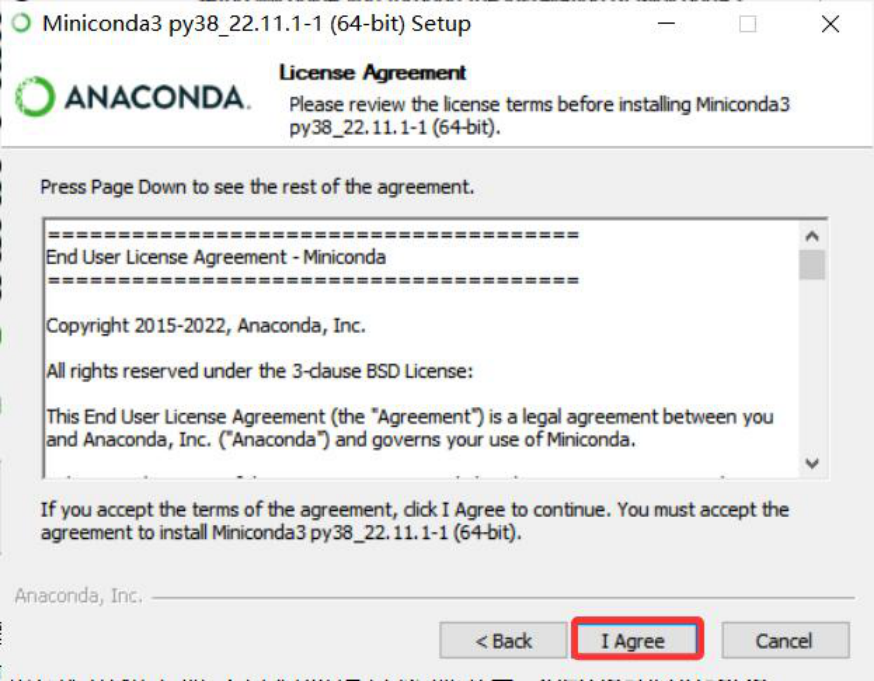 Miniconda3 py38_22.11.1-1 (64-bit) Setup
ANACONDA.
License Agreement
Please review the license terms before installing Miniconda3
py38_22.11.1-1 (64-bit).
Press Page Down to see the rest of the agreement.
======================================
End User License Agreement - Miniconda
======================================
Copyright 2015-2022, Anaconda, Inc.
All rights reserved under the 3-clause BSD License:
This End User License Agreement (the "Agreement") is a legal agreement between you
and Anaconda, Inc. ("Anaconda") and governs your use of Miniconda.
If you accept the terms of the agreement, click I Agree to continue. You must accept the
agreement to install Miniconda3 py38_22.11.1-1 (64-bit).
Anaconda, Inc.
< Back
I Agree
Cancel